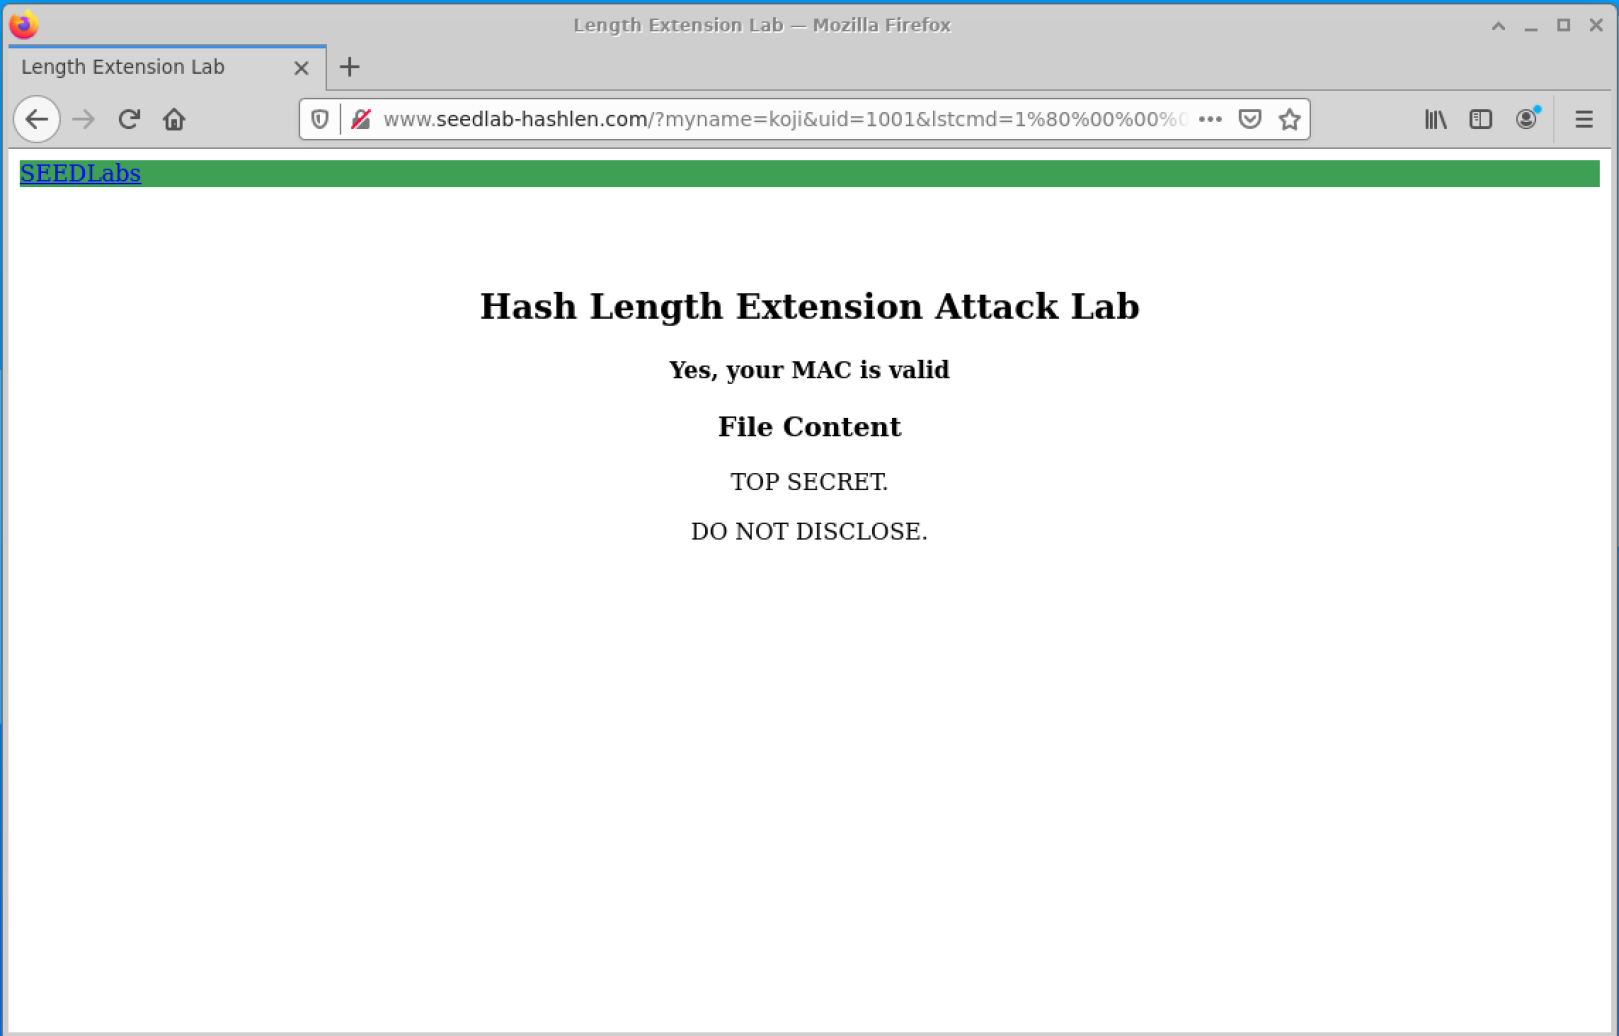 Length Extension Lab — Mozilla Firefox
Length Extension Lab
www.seedlab-hashlen.com/?myname=koji&uid=1001&lstcmd=1%80%00%00%0
SEEDLabs
Hash Length Extension Attack Lab
Yes, your MAC is valid
File Content
TOP SECRET.
DO NOT DISCLOSE.